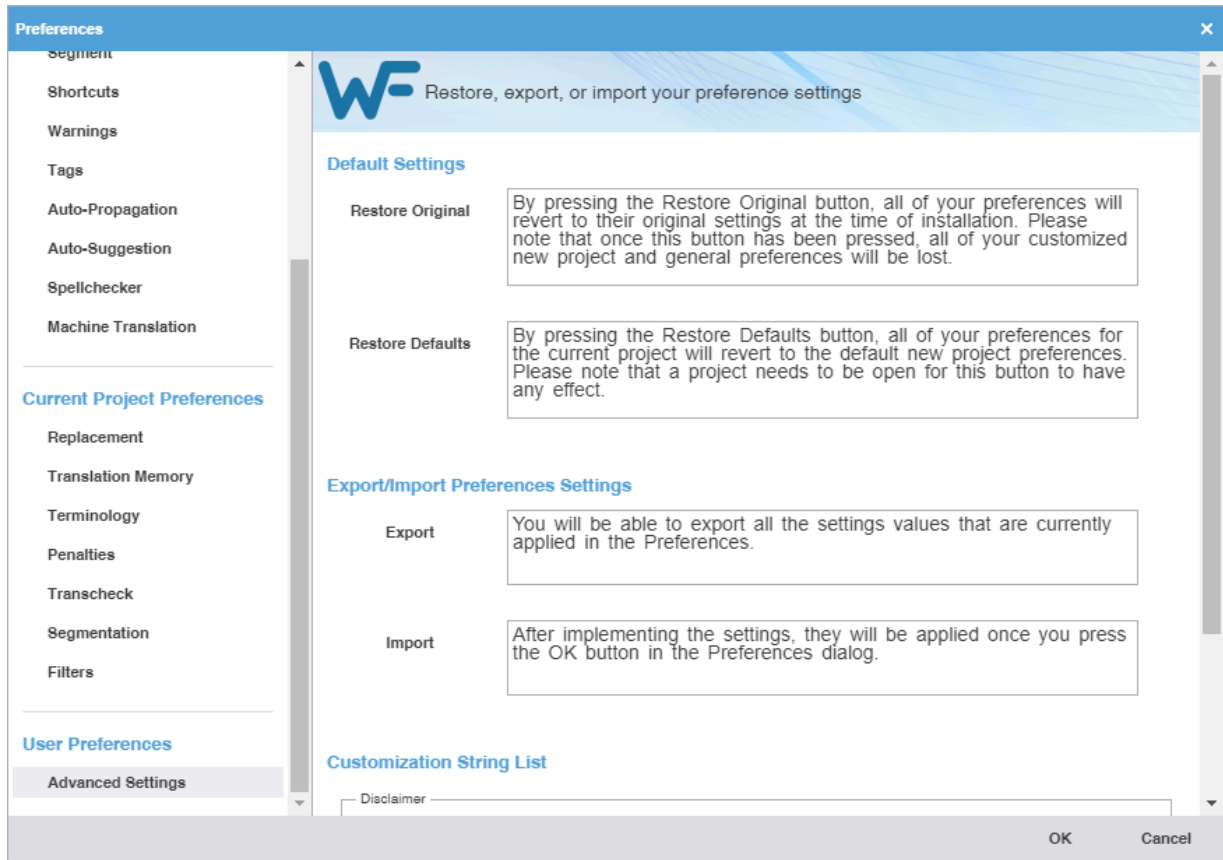 Preferences
Segment
Shortcuts
Warnings
Tags
Auto-Propagation
Auto-Suggestion
Spellchecker
Machine Translation
Current Project Preferences
Replacement
Translation Memory
Terminology
Penalties
Transcheck
Segmentation
Filters
User Preferences
Advanced Settings
WF
Restore, export, or import your preference settings
Default Settings
Restore Original
By pressing the Restore Original button, all of your preferences will
revert to their original settings at the time of installation. Please
note that once this button has been pressed, all of your customized
new project and general preferences will be lost.
Restore Defaults
By pressing the Restore Defaults button, all of your preferences for
the current project will revert to the default new project preferences.
Please note that a project needs to be open for this button to have
any effect.
Export/Import Preferences Settings
Export
You will be able to export all the settings values that are currently
applied in the Preferences.
Import
After implementing the settings, they will be applied once you press
the OK button in the Preferences dialog.
Customization String List
Disclaimer
OK
Cancel